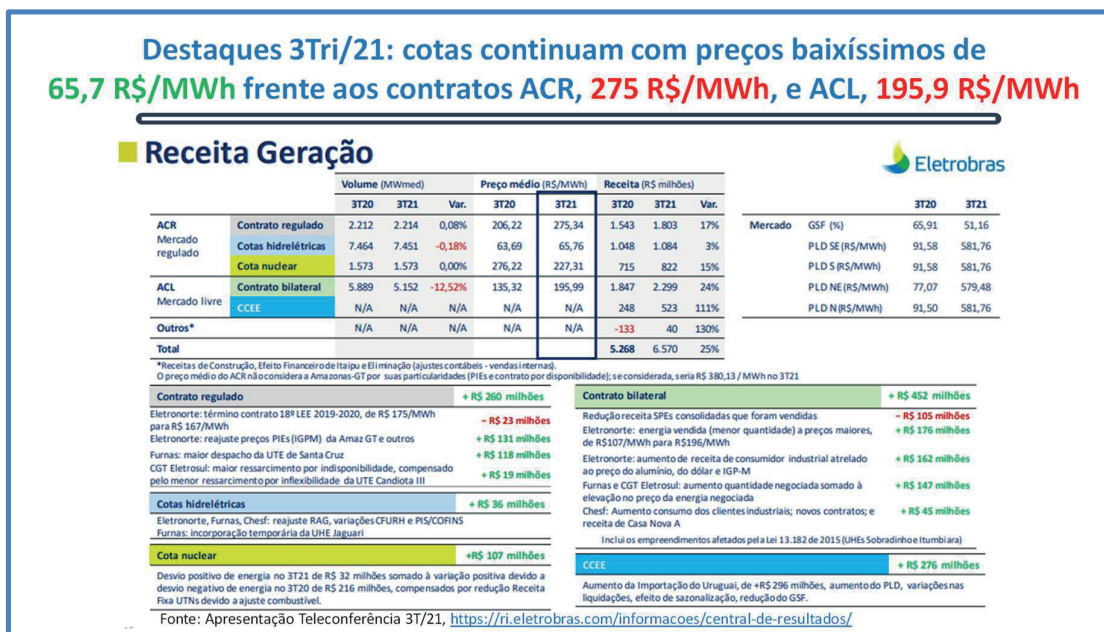 Destaques 3Tri/21: cotas continuam com preços baixíssimos de
65,7 R$/MWh frente aos contratos ACR, 275 R$/MWh, e ACL, 195,9 R$/MWh
Receita Geração
Eletrobras
Volume (MWmed) Preço médio (R$/MWh) Receita (R$ milhões)
3T20 3T21 Var. 3T20 3T21 3T20 3T21 Var.
ACR Mercado regulado
Contrato regulado 2.212 2.214 0,08% 206,22 275,34 1.543 1.803 17%
Cotas hidrelétricas 7.464 7.451 -0,18% 63,69 65,76 1.048 1.084 3%
Cota nuclear 1.573 1.573 0,00% 276,22 227,31 715 822 15%
ACL Mercado livre
Contrato bilateral 5.889 5.152 -12,52% 135,32 195,99 1.847 2.299 24%
CCEE N/A N/A N/A N/A N/A 248 523 111%
Outros* N/A N/A N/A N/A N/A -133 40 130%
Total 5.268 6.570 25%
3T20 3T21
Mercado GSF (%) 65,91 51,16
PLD SE (R$/MWh) 91,58 581,76
PLD S (R$/MWh) 91,58 581,76
PLD NE (R$/MWh) 77,07 579,48
PLD N (R$/MWh) 91,50 581,76
*Receitas de Construção, Efeito Financeiro de Itaipu e Eliminação (ajustes contábeis - vendas internas).
O preço médio do ACR não considera a Amazonas-GT por suas particularidades (PIEs e contrato por disponibilidade); se considerada, seria R$ 380,13 / MWh no 3T21
Contrato regulado + R$ 260 milhões
Eletronorte: término contrato 18º LEE 2019-2020, de R$ 175/MWh
para R$ 167/MWh – R$ 23 milhões
Eletronorte: reajuste preços PIEs (IGPM) da Amaz GT e outros + R$ 131 milhões
Furnas: maior despacho da UTE de Santa Cruz + R$ 118 milhões
CGT Eletrosul: maior ressarcimento por indisponibilidade, compensado
pelo menor ressarcimento por inflexibilidade da UTE Candiota III + R$ 19 milhões
Cotas hidrelétricas + R$ 36 milhões
Eletronorte, Furnas, Chesf: reajuste RAG, variações CFURH e PIS/COFINS
Furnas: incorporação temporária da UHE Jaguari
Cota nuclear +R$ 107 milhões
Desvio positivo de energia no 3T21 de R$ 32 milhões somado à variação positiva devido a
desvio negativo de energia no 3T20 de R$ 216 milhões, compensados por redução Receita
Fixa UTNs devido a ajuste combustível.
Contrato bilateral + R$ 452 milhões
Redução receita SPEs consolidadas que foram vendidas – R$ 105 milhões
Eletronorte: energia vendida (menor quantidade) a preços maiores,
de R$107/MWh para R$196/MWh + R$ 176 milhões
Eletronorte: aumento de receita de consumidor industrial atrelado
ao preço do alumínio, do dólar e IGP-M + R$ 162 milhões
Furnas e CGT Eletrosul: aumento quantidade negociada somado à
elevação no preço da energia negociada + R$ 147 milhões
Chesf: Aumento consumo dos clientes industriais; novos contratos; e
receita de Casa Nova A + R$ 45 milhões
Inclui os empreendimentos afetados pela Lei 13.182 de 2015 (UHEs Sobradinho e Itumbiara)
CCEE + R$ 276 milhões
Aumento da Importação do Uruguai, de +R$ 296 milhões, aumento do PLD, variações nas
liquidações, efeito de sazonalização, redução do GSF.
Fonte: Apresentação Teleconferência 3T/21, https://ri.eletrobras.com/informacoes/central-de-resultados/